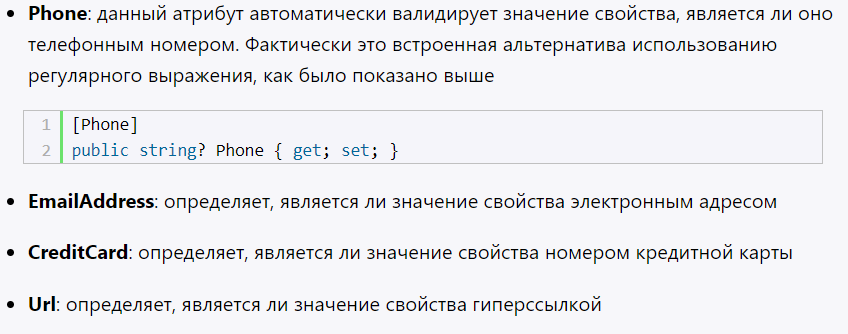 Phone: данный атрибут автоматически валидирует значение свойства, является ли оно
телефонным номером. Фактически это встроенная альтернатива использованию
регулярного выражения, как было показано выше
1 [Phone]
2 public string? Phone { get; set; }
EmailAddress: определяет, является ли значение свойства электронным адресом
CreditCard: определяет, является ли значение свойства номером кредитной карты
Url: определяет, является ли значение свойства гиперссылкой